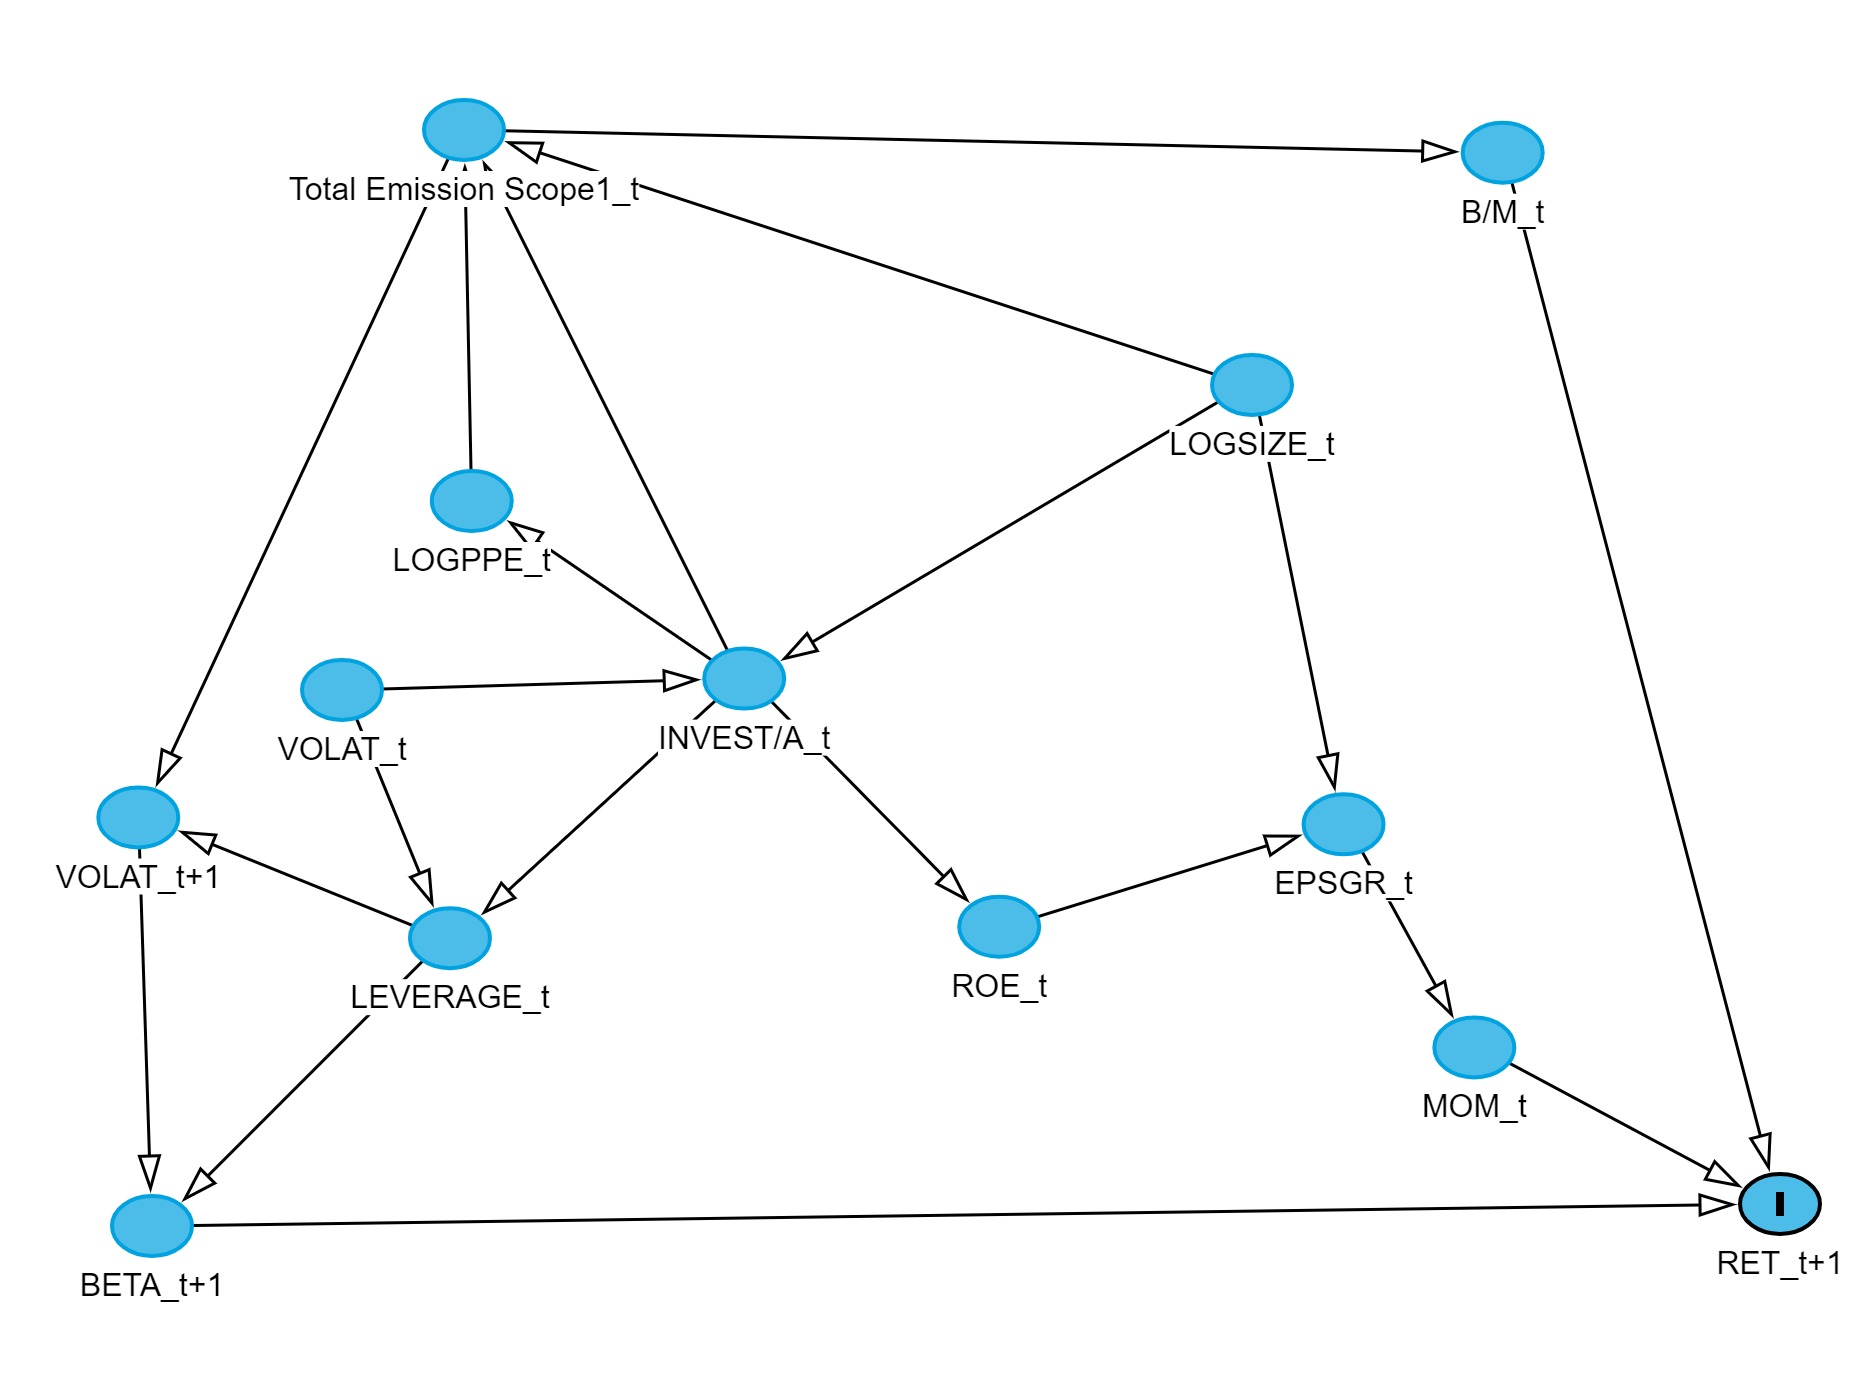 Total Emission Scope1_t
B/M_t
LOGSIZE_t
LOGPPE_t
VOLAT_t
INVEST/A_t
VOLAT_t+1
EPSGR_t
LEVERAGE_t
ROE_t
MOM_t
I
RET_t+1
BETA_t+1